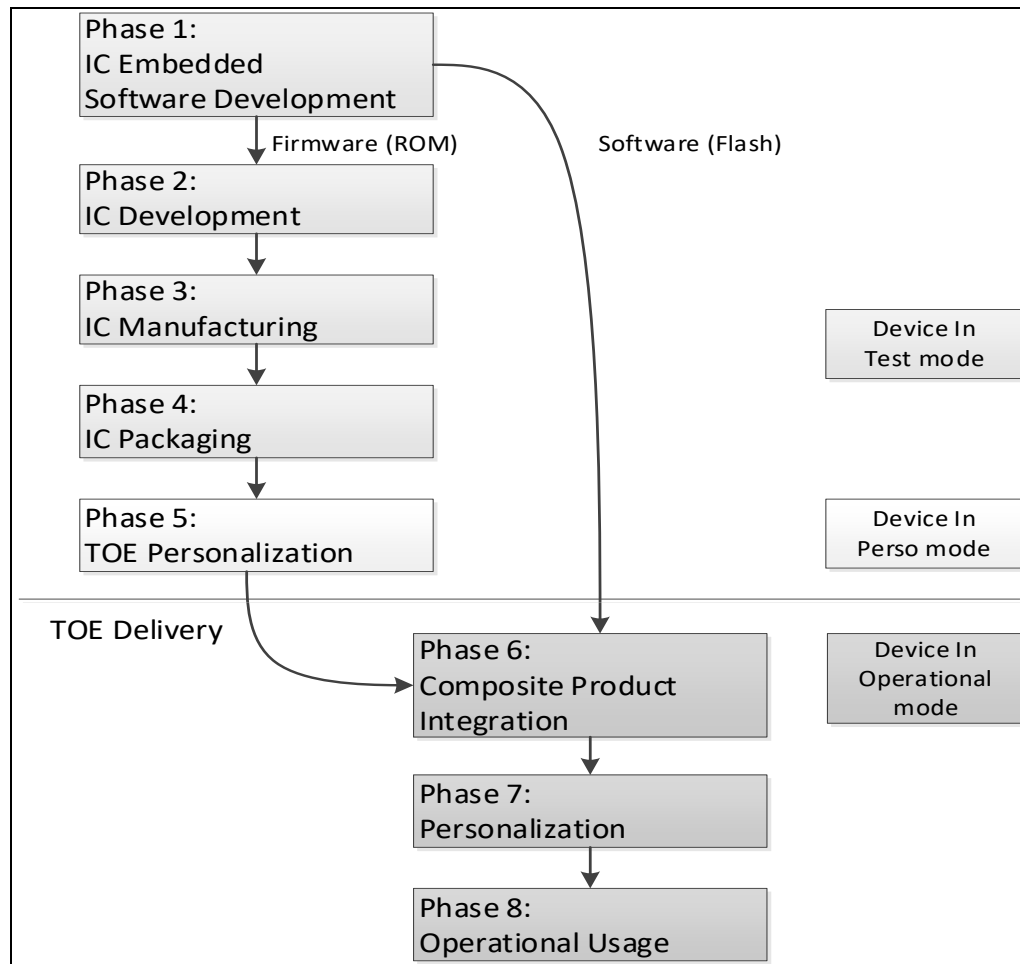 Phase 1:
IC Embedded
Software Development
Firmware (ROM)
Software (Flash)
Phase 2:
IC Development
Phase 3:
IC Manufacturing
Device In
Test mode
Phase 4:
IC Packaging
Phase 5:
TOE Personalization
Device In
Perso mode
TOE Delivery
Phase 6:
Composite Product
Integration
Device In
Operational
mode
Phase 7:
Personalization
Phase 8:
Operational Usage